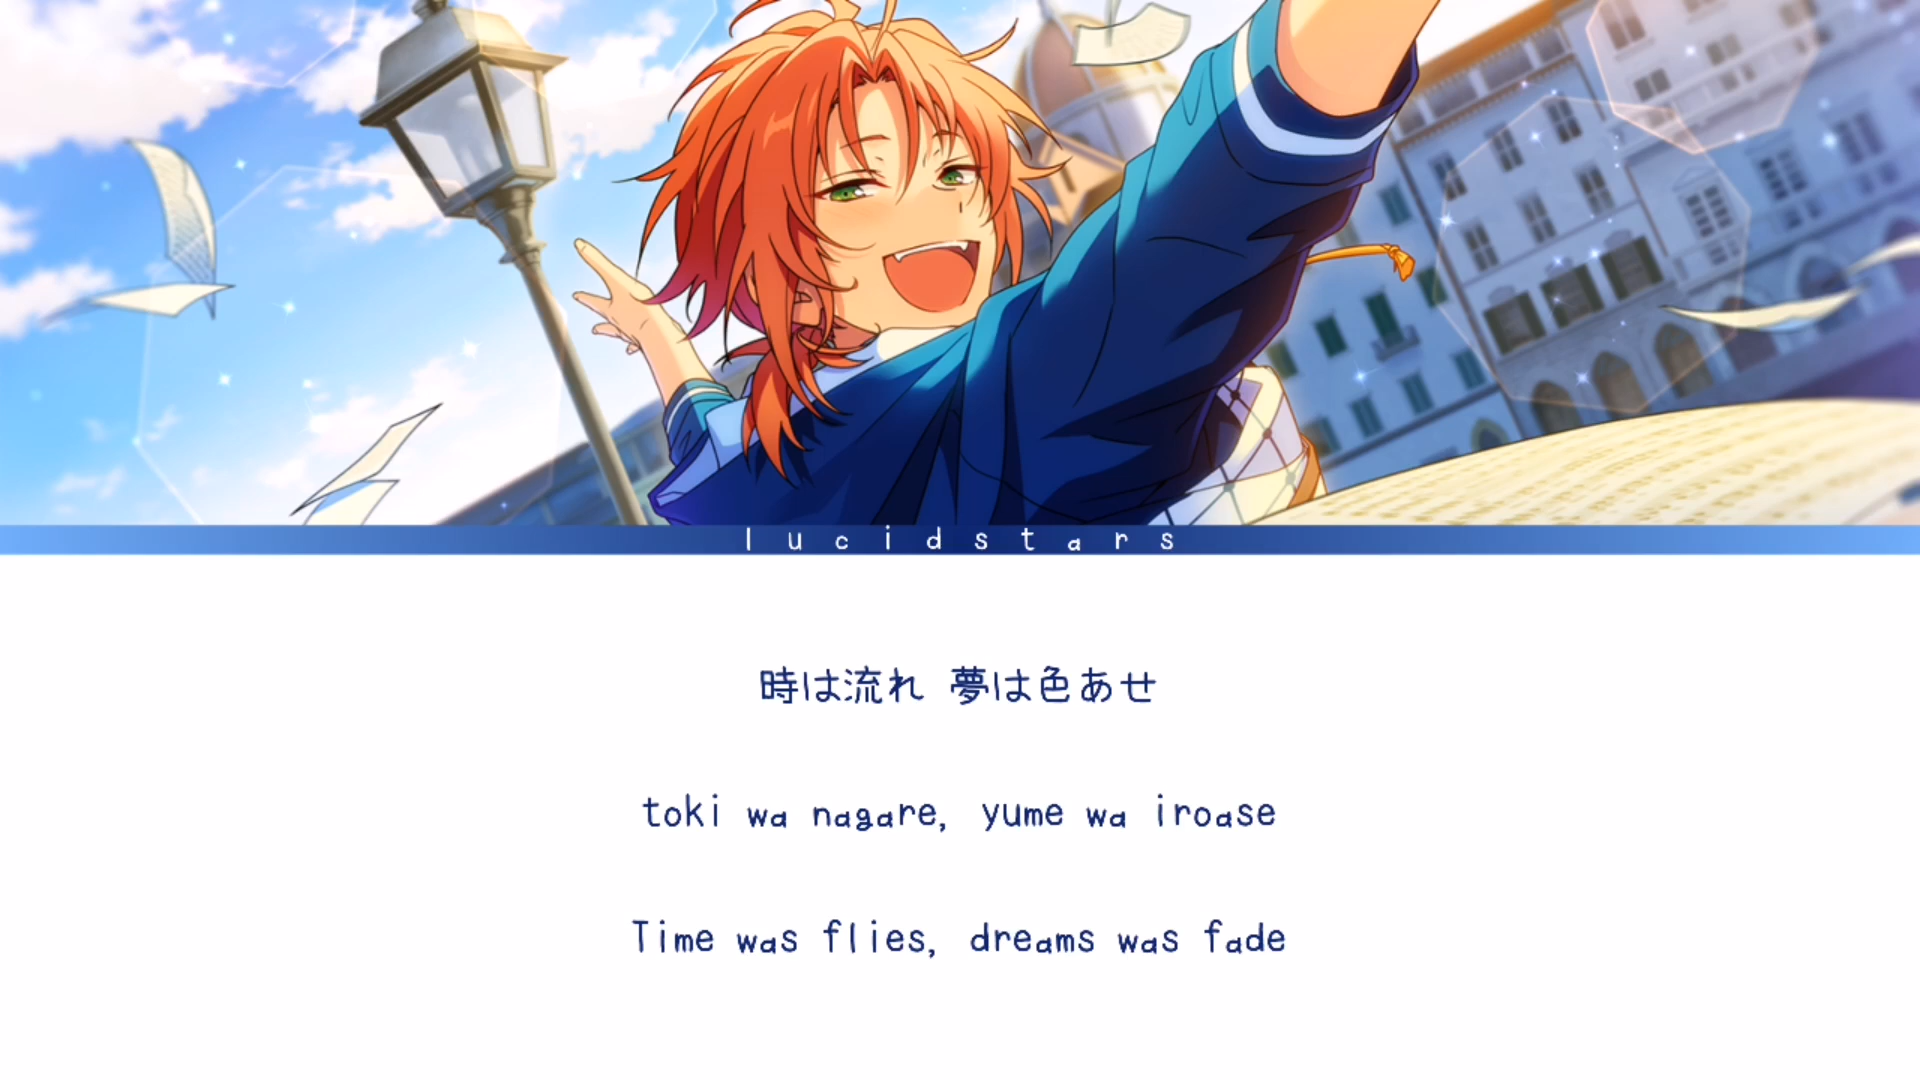 lucidstars
時は流れ 夢は色あせ
toki wa nagare, yume wa iroase
Time was flies, dreams was fade